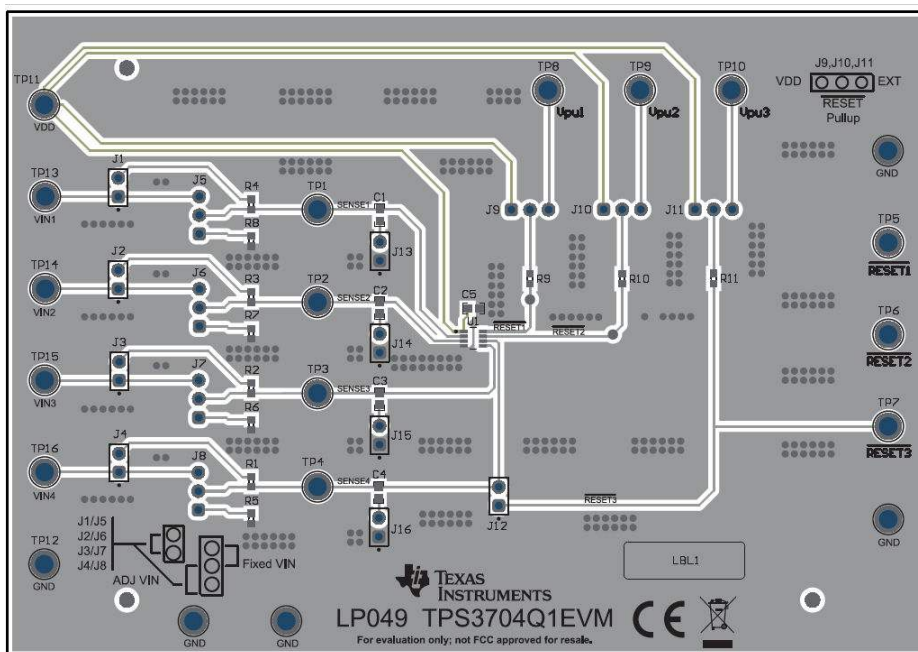 TP11
VDD
TP8
TP9
TP10
Vpu1
Vpu2
Vpu3
J9,J10,J11
VDD
EXT
RESET
Pullup
GND
TP13
VIN1
J1
J5
R4
R8
TP1
SENSE1
C1
J13
J9
J10
J11
TP5
RESET1
TP14
VIN2
J2
J6
R3
R7
TP2
SENSE2
C2
J14
C5
U1
R9
R10
R11
RESET1
RESET2
TP6
RESET2
TP15
VIN3
J3
J7
R2
R6
TP3
SENSE3
C3
J15
TP7
RESET3
TP16
VIN4
J4
J8
R1
R5
TP4
SENSE4
C4
J16
J12
RESET3
GND
TP12
GND
J1/J5
J2/J6
J3/J7
J4/J8
ADJ VIN
Fixed VIN
LBL1
TEXAS
INSTRUMENTS
LP049 TPS3704Q1EVM
CE
For evaluation only; not FCC approved for resale.
GND
GND